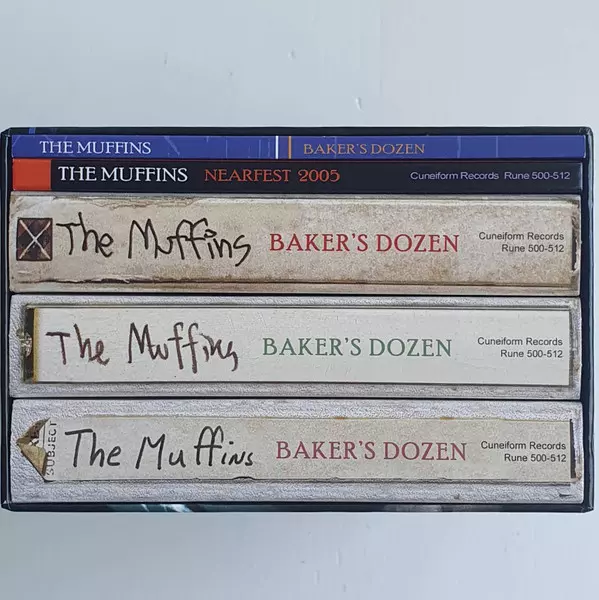 THE MUFFINS BAKER'S DOZEN
THE MUFFINS NEARFEST 2005 Cuneiform Records Rune 500-512
The Muffins BAKER'S DOZEN Cuneiform Records
Rune 500-512
The Muffins BAKER'S DOZEN Cuneiform Records
Rune 500-512
SUBJECT The Muffins BAKER'S DOZEN Cuneiform Records
Rune 500-512